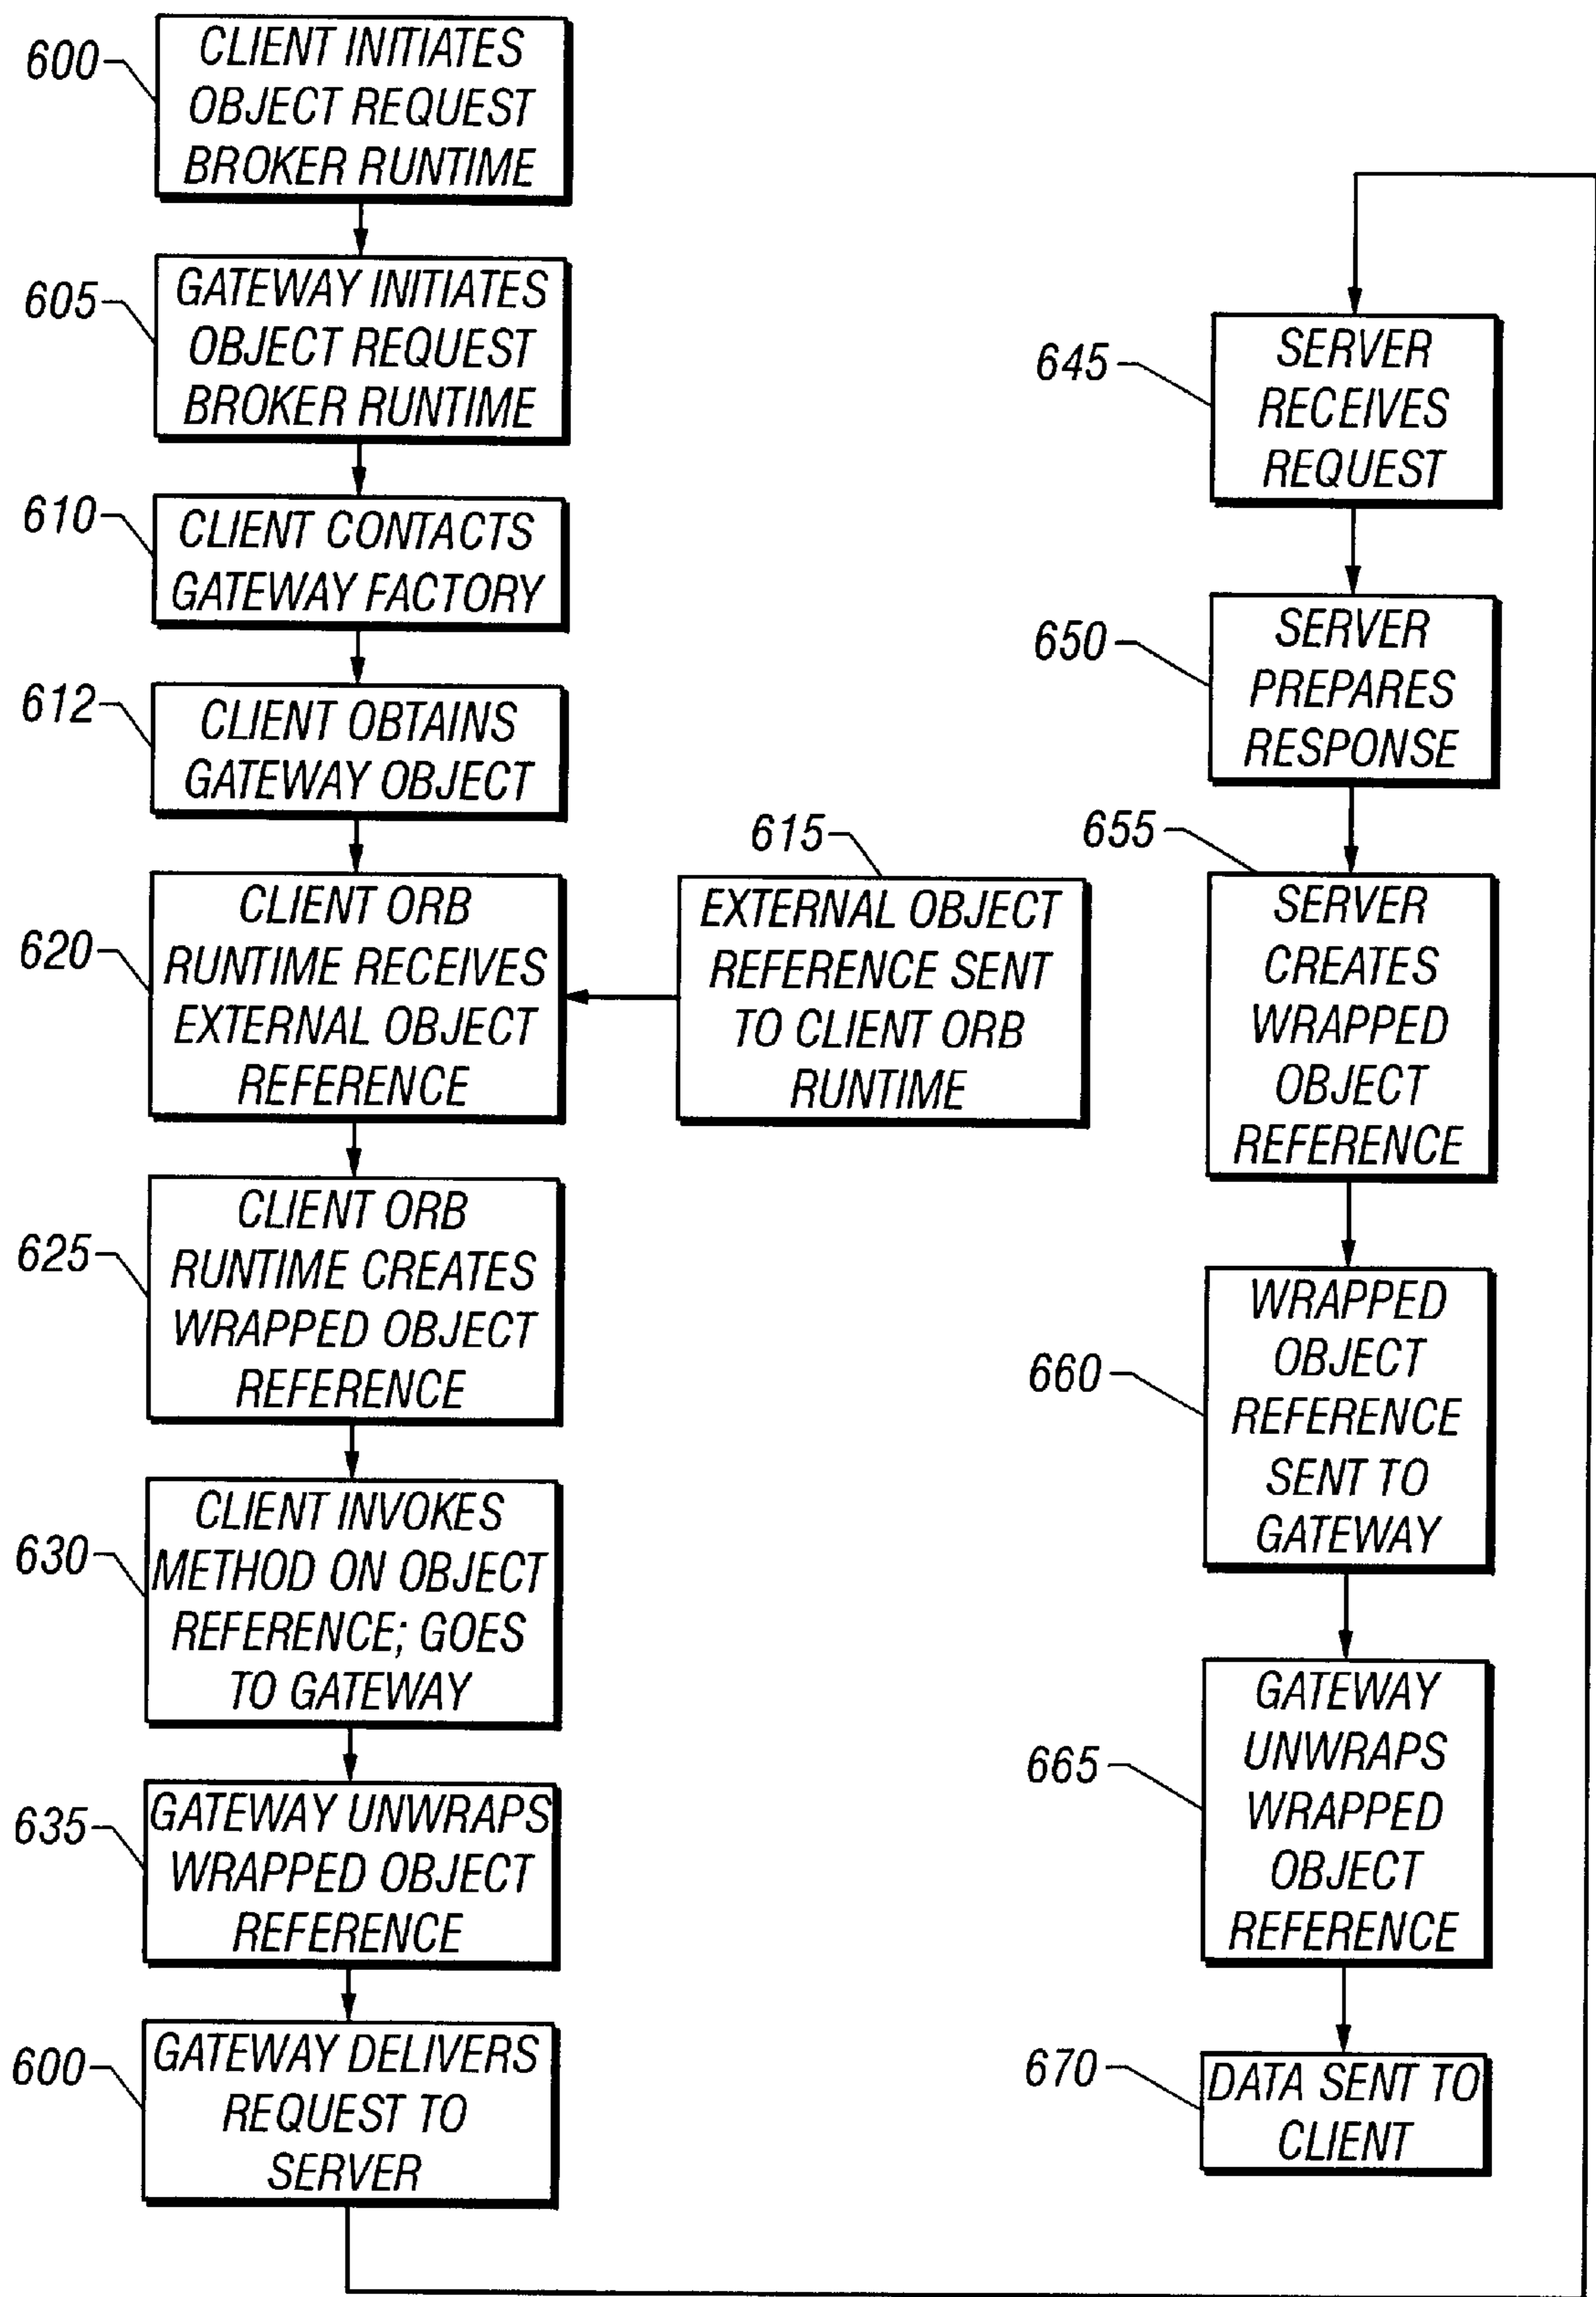 600
CLIENT INITIATES
OBJECT REQUEST
BROKER RUNTIME
605
GATEWAY INITIATES
OBJECT REQUEST
BROKER RUNTIME
610
CLIENT CONTACTS
GATEWAY FACTORY
612
CLIENT OBTAINS
GATEWAY OBJECT
615
EXTERNAL OBJECT
REFERENCE SENT
TO CLIENT ORB
RUNTIME
620
CLIENT ORB
RUNTIME RECEIVES
EXTERNAL OBJECT
REFERENCE
625
CLIENT ORB
RUNTIME CREATES
WRAPPED OBJECT
REFERENCE
630
CLIENT INVOKES
METHOD ON OBJECT
REFERENCE; GOES
TO GATEWAY
635
GATEWAY UNWRAPS
WRAPPED OBJECT
REFERENCE
600
GATEWAY DELIVERS
REQUEST TO
SERVER
645
SERVER
RECEIVES
REQUEST
650
SERVER
PREPARES
RESPONSE
655
SERVER
CREATES
WRAPPED
OBJECT
REFERENCE
660
WRAPPED
OBJECT
REFERENCE
SENT TO
GATEWAY
665
GATEWAY
UNWRAPS
WRAPPED
OBJECT
REFERENCE
670
DATA SENT TO
CLIENT